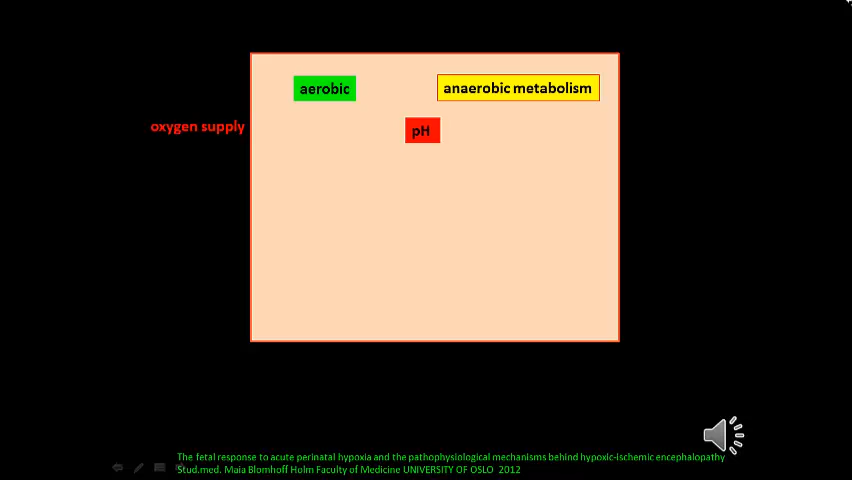 aerobic
anaerobic metabolism
oxygen supply
pH
The fetal response to acute perinatal hypoxia and the pathophysiological mechanisms behind hypoxic-ischemic encephalopathy
Stud.med. Maia Blomhoff Holm Faculty of Medicine UNIVERSITY OF OSLO 2012